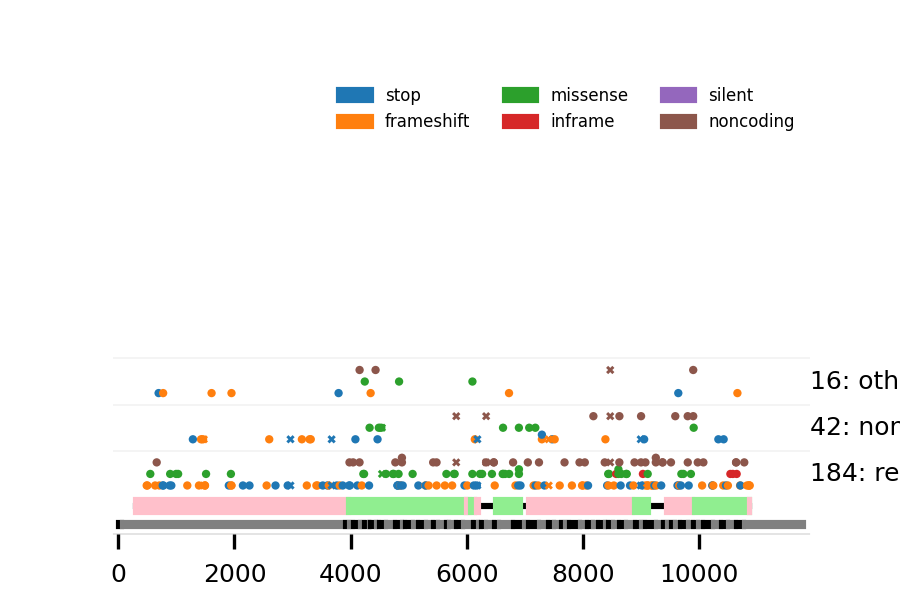 stop missense silent
frameshift inframe noncoding
16: oth
42: nor
184: re
0 2000 4000 6000 8000 10000